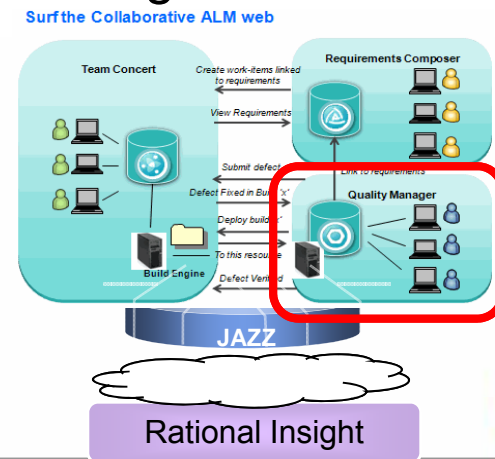 Surf the Collaborative ALM web
Team Concert
Requirements Composer
Create work-items linked
to requirements
View Requirements
Submit defect
Link to requirements
Defect Fixed in Build 'x'
Quality Manager
Deploy build 'x'
To this resource
Build Engine
Defect Verified
JAZZ
Rational Insight